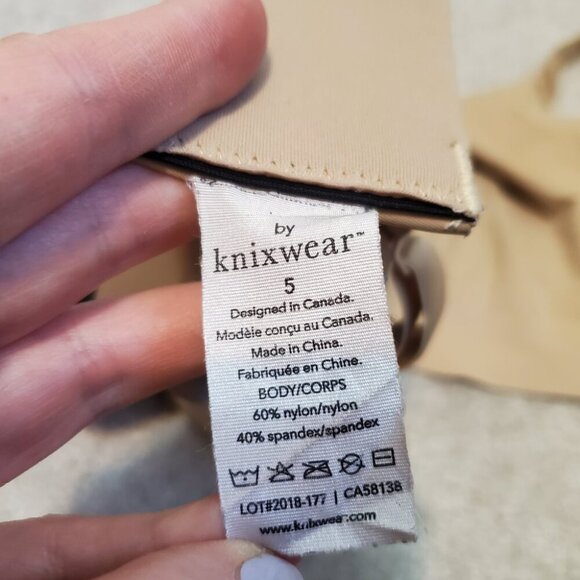 by
knixwear™
5
Designed in Canada.
Modèle conçu au Canada.
Made in China.
Fabriquée en Chine.
BODY/CORPS
60% nylon/nylon
40% spandex/spandex
LOT#2018-177 | CA58138
www.knixwear.com